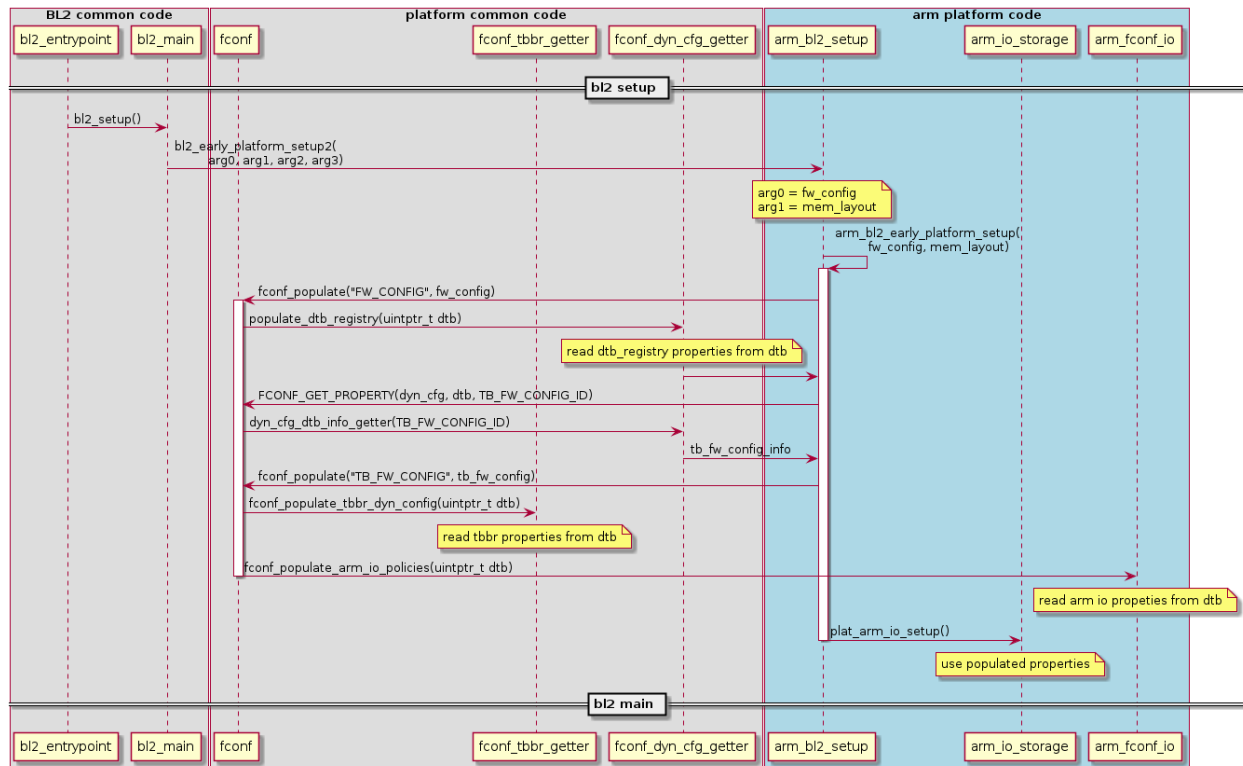 BL2 common code
platform common code
arm platform code
bl2_entrypoint
bl2_main
fconf
fconf_tbbr_getter
fconf_dyn_cfg_getter
arm_bl2_setup
arm_io_storage
arm_fconf_io
bl2 setup
bl2_setup()
bl2_early_platform_setup2(
arg0, arg1, arg2, arg3)
arg0 = fw_config
arg1 = mem_layout
arm_bl2_early_platform_setup(
fw_config, mem_layout)
fconf_populate("FW_CONFIG", fw_config)
populate_dtb_registry(uintptr_t dtb)
read dtb_registry properties from dtb
FCONF_GET_PROPERTY(dyn_cfg, dtb, TB_FW_CONFIG_ID)
dyn_cfg_dtb_info_getter(TB_FW_CONFIG_ID)
tb_fw_config_info
fconf_populate("TB_FW_CONFIG", tb_fw_config)
fconf_populate_tbbr_dyn_config(uintptr_t dtb)
read tbbr properties from dtb
fconf_populate_arm_io_policies(uintptr_t dtb)
read arm io propeties from dtb
plat_arm_io_setup()
use populated properties
bl2 main
bl2_entrypoint
bl2_main
fconf
fconf_tbbr_getter
fconf_dyn_cfg_getter
arm_bl2_setup
arm_io_storage
arm_fconf_io